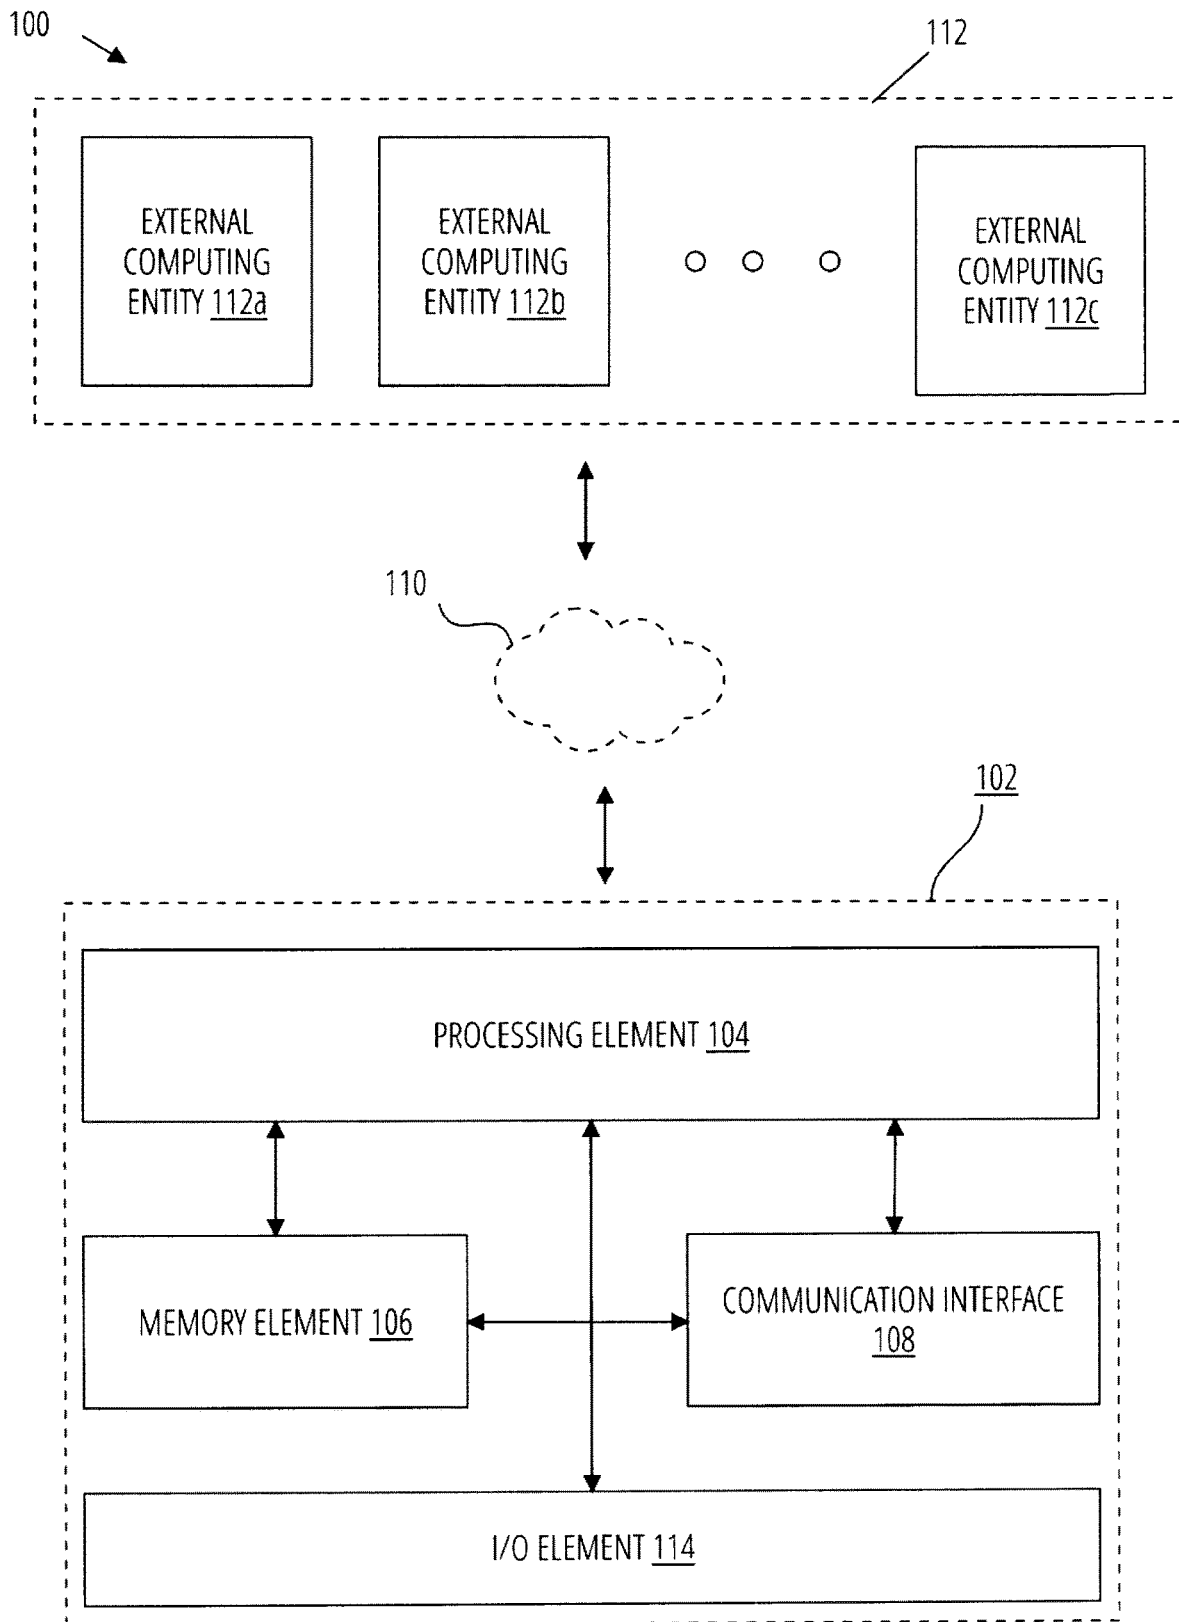 100
112
EXTERNAL
COMPUTING
ENTITY 112a
EXTERNAL
COMPUTING
ENTITY 112b
EXTERNAL
COMPUTING
ENTITY 112c
110
102
PROCESSING ELEMENT 104
MEMORY ELEMENT 106
COMMUNICATION INTERFACE
108
I/O ELEMENT 114